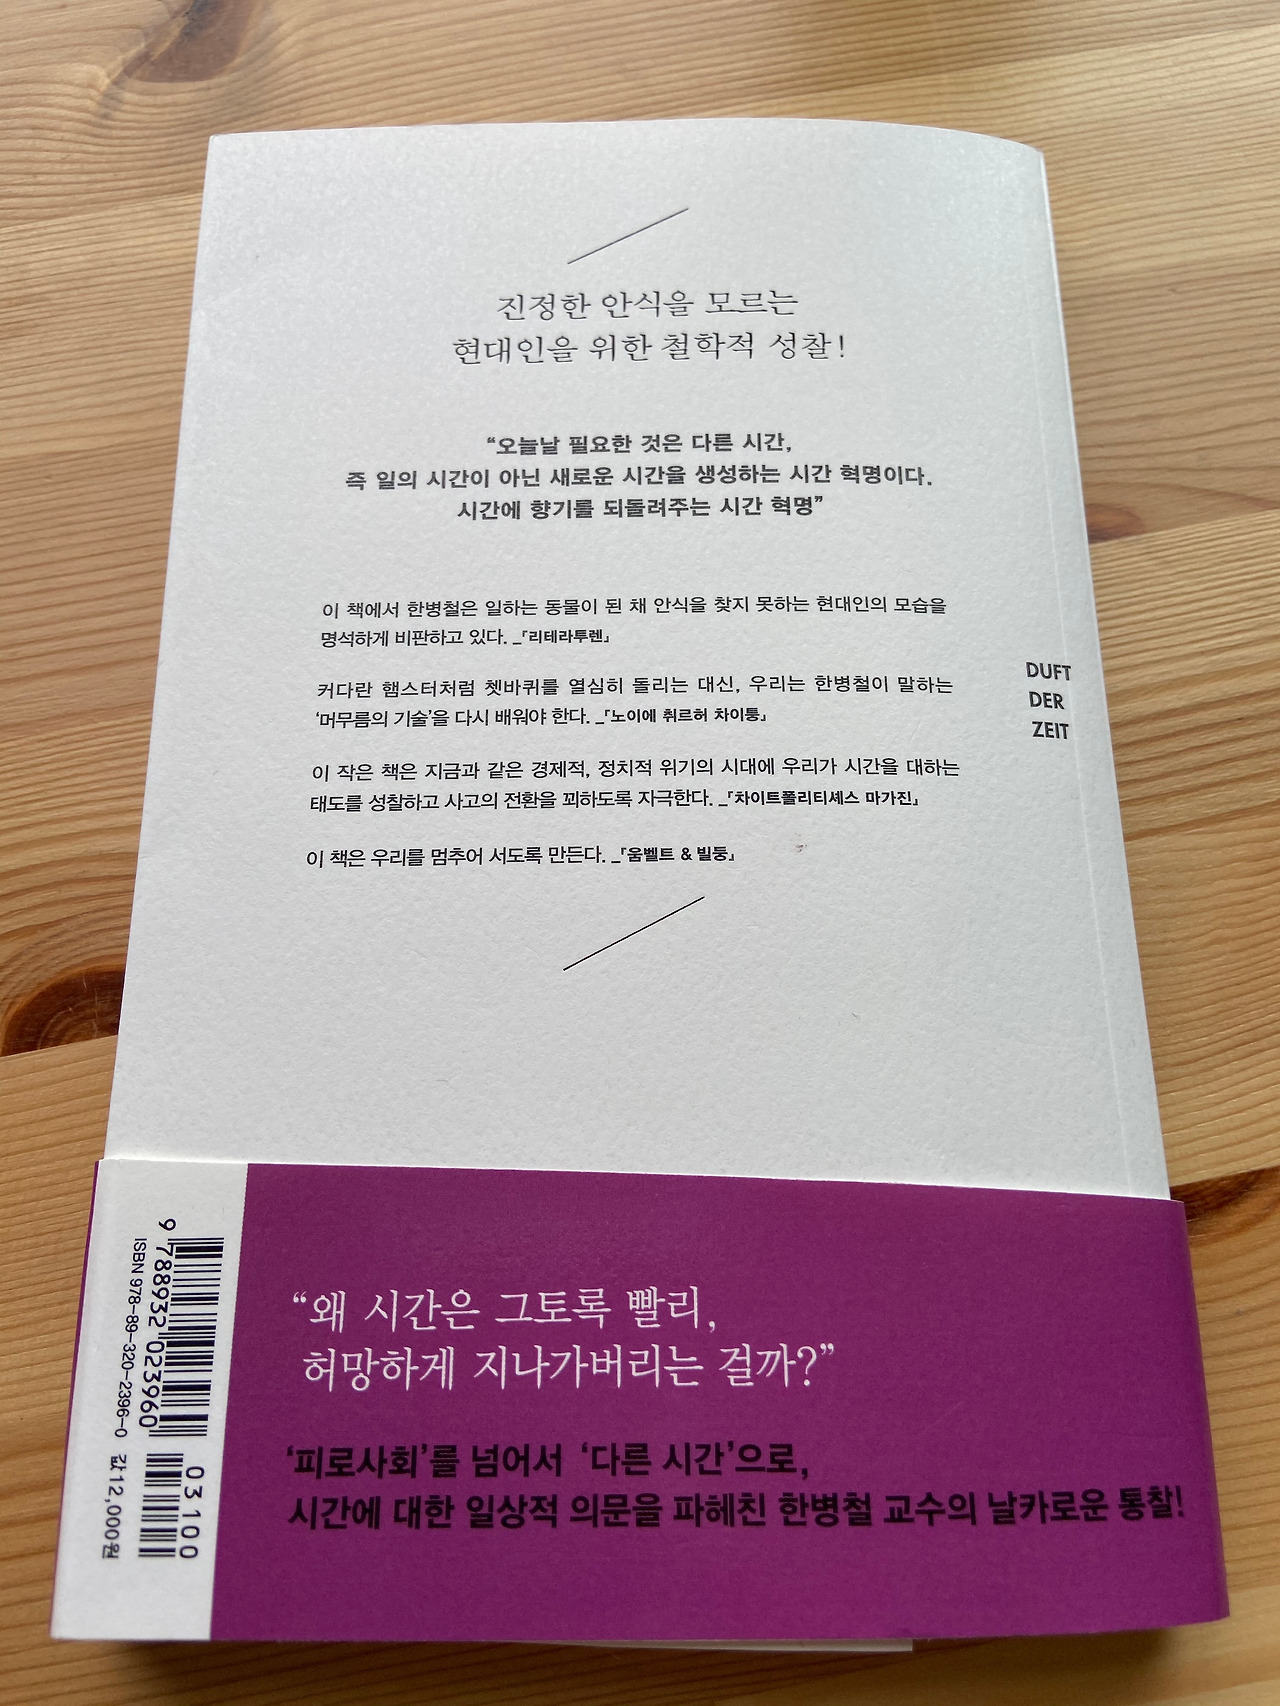 진정한 안식을 모르는
현대인을 위한 철학적 성찰!
“오늘날 필요한 것은 다른 시간,
즉 일의 시간이 아닌 새로운 시간을 생성하는 시간 혁명이다.
시간에 향기를 되돌려주는 시간 혁명”
이 책에서 한병철은 일하는 동물이 된 채 안식을 찾지 못하는 현대인의 모습을
명석하게 비판하고 있다. _『리테라투렌』
커다란 햄스터처럼 쳇바퀴를 열심히 돌리는 대신, 우리는 한병철이 말하는
‘머무름의 기술’을 다시 배워야 한다. _『노이에 취르허 차이퉁』
이 작은 책은 지금과 같은 경제적, 정치적 위기의 시대에 우리가 시간을 대하는
태도를 성찰하고 사고의 전환을 꾀하도록 자극한다. _『차이트폴리티셰스 마가진』
이 책은 우리를 멈추어 서도록 만든다. _『움벨트 & 빌둥』
DUFT
DER
ZEIT
“왜 시간은 그토록 빨리,
허망하게 지나가버리는 걸까?”
‘피로사회’를 넘어서 ‘다른 시간’으로,
시간에 대한 일상적 의문을 파헤친 한병철 교수의 날카로운 통찰!
9 788932 023960
03100
ISBN 978-89-320-2396-0
값 12,000원